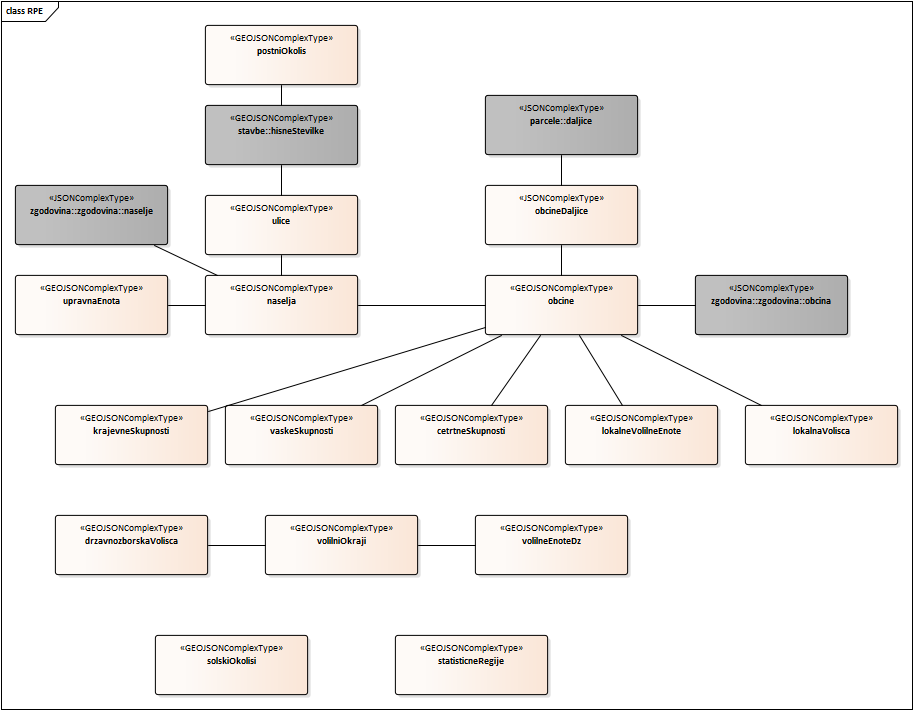 class RPE
«GEOJSONComplexType»
postniOkolis
«GEOJSONComplexType»
stavbe::hisneStevilke
«JSONComplexType»
parcele::daljice
«JSONComplexType»
zgodovina::zgodovina::naselje
«GEOJSONComplexType»
ulice
«JSONComplexType»
obcineDaljice
«GEOJSONComplexType»
upravnaEnota
«GEOJSONComplexType»
naselja
«GEOJSONComplexType»
obcine
«JSONComplexType»
zgodovina::zgodovina::obcina
«GEOJSONComplexType»
krajevneSkupnosti
«GEOJSONComplexType»
vaskeSkupnosti
«GEOJSONComplexType»
cetrtneSkupnosti
«GEOJSONComplexType»
lokalneVolilneEnote
«GEOJSONComplexType»
lokalnaVolisca
«GEOJSONComplexType»
drzavnozborskaVolisca
«GEOJSONComplexType»
volilniOkraji
«GEOJSONComplexType»
volilneEnoteDz
«GEOJSONComplexType»
solskiOkolisi
«GEOJSONComplexType»
statisticneRegije